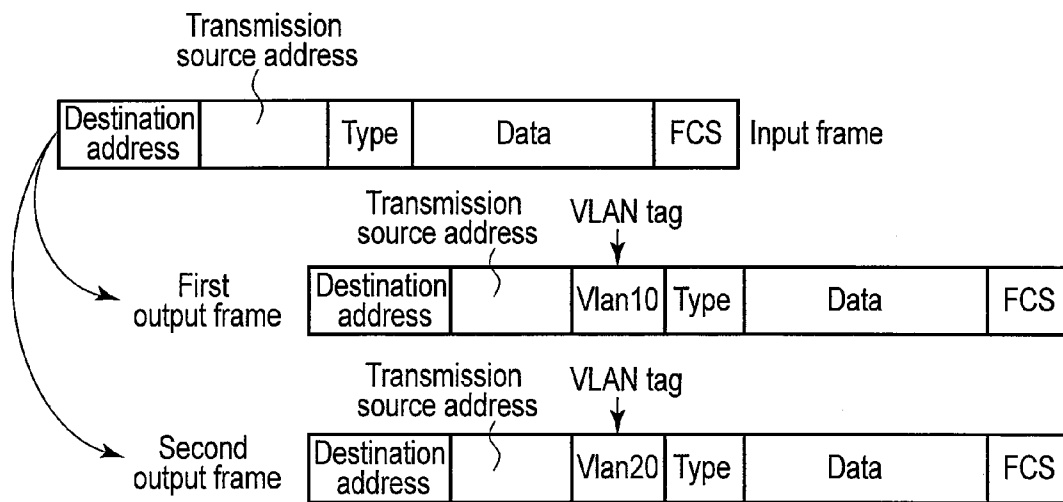 Transmission
source address
Destination
address
Type
Data
FCS
Input frame
Transmission
source address
VLAN tag
First
output frame
Destination
address
Vlan10
Type
Data
FCS
Transmission
source address
VLAN tag
Second
output frame
Destination
address
Vlan20
Type
Data
FCS